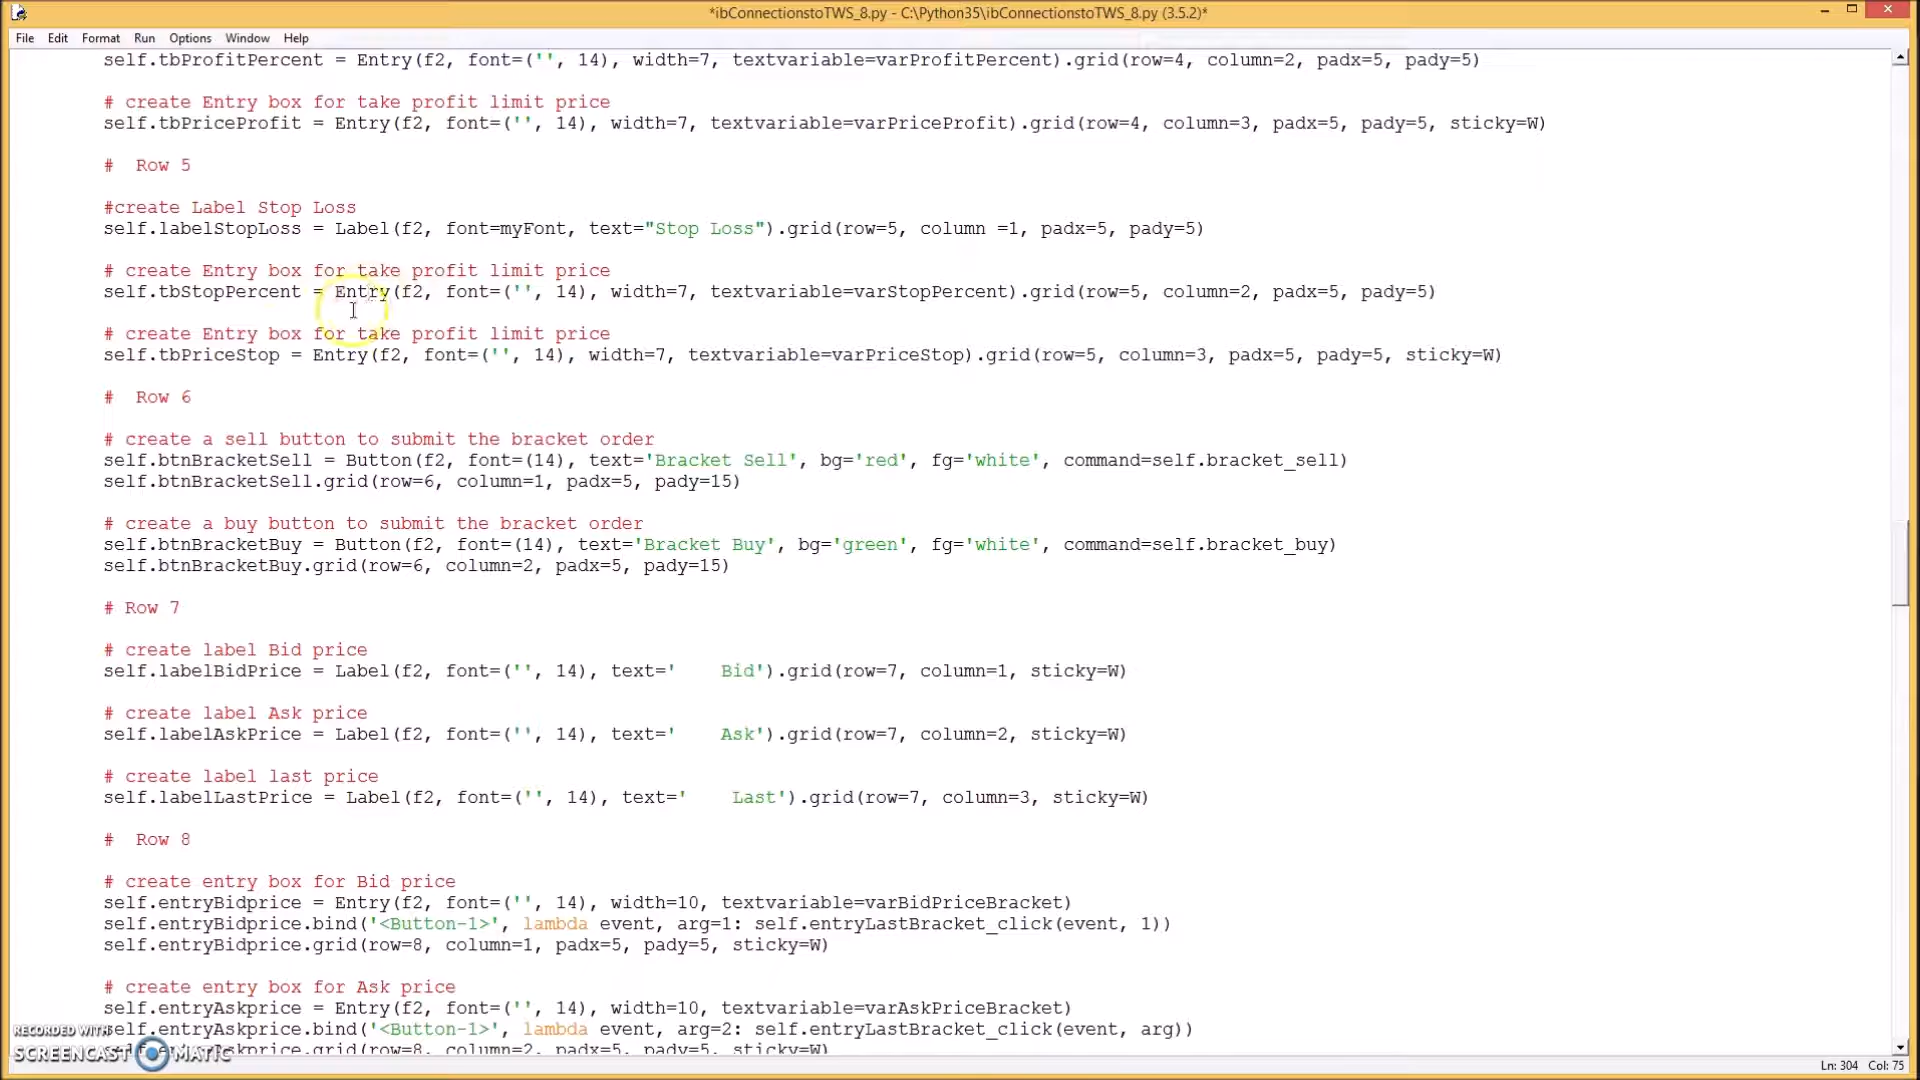 *ibConnectionstoTWS_8.py - C:\Python35\ibConnectionstoTWS_8.py (3.5.2)*
File Edit Format Run Options Window Help
self.tbProfitPercent = Entry(f2, font=('', 14), width=7, textvariable=varProfitPercent).grid(row=4, column=2, padx=5, pady=5)
# create Entry box for take profit limit price
self.tbPriceProfit = Entry(f2, font=('', 14), width=7, textvariable=varPriceProfit).grid(row=4, column=3, padx=5, pady=5, sticky=W)
#  Row 5
#create Label Stop Loss
self.labelStopLoss = Label(f2, font=myFont, text="Stop Loss").grid(row=5, column =1, padx=5, pady=5)
# create Entry box for take profit limit price
self.tbStopPercent = Entry(f2, font=('', 14), width=7, textvariable=varStopPercent).grid(row=5, column=2, padx=5, pady=5)
# create Entry box for take profit limit price
self.tbPriceStop = Entry(f2, font=('', 14), width=7, textvariable=varPriceStop).grid(row=5, column=3, padx=5, pady=5, sticky=W)
#  Row 6
# create a sell button to submit the bracket order
self.btnBracketSell = Button(f2, font=(14), text='Bracket Sell', bg='red', fg='white', command=self.bracket_sell)
self.btnBracketSell.grid(row=6, column=1, padx=5, pady=15)
# create a buy button to submit the bracket order
self.btnBracketBuy = Button(f2, font=(14), text='Bracket Buy', bg='green', fg='white', command=self.bracket_buy)
self.btnBracketBuy.grid(row=6, column=2, padx=5, pady=15)
# Row 7
# create label Bid price
self.labelBidPrice = Label(f2, font=('', 14), text='    Bid').grid(row=7, column=1, sticky=W)
# create label Ask price
self.labelAskPrice = Label(f2, font=('', 14), text='    Ask').grid(row=7, column=2, sticky=W)
# create label last price
self.labelLastPrice = Label(f2, font=('', 14), text='    Last').grid(row=7, column=3, sticky=W)
#  Row 8
# create entry box for Bid price
self.entryBidprice = Entry(f2, font=('', 14), width=10, textvariable=varBidPriceBracket)
self.entryBidprice.bind('<Button-1>', lambda event, arg=1: self.entryLastBracket_click(event, 1))
self.entryBidprice.grid(row=8, column=1, padx=5, pady=5, sticky=W)
# create entry box for Ask price
self.entryAskprice = Entry(f2, font=('', 14), width=10, textvariable=varAskPriceBracket)
self.entryAskprice.bind('<Button-1>', lambda event, arg=2: self.entryLastBracket_click(event, arg))
self.entryAskprice.grid(row=8, column=2, padx=5, pady=5, sticky=W)
RECORDED WITH
SCREENCAST MATIC
Ln: 304 Col: 75